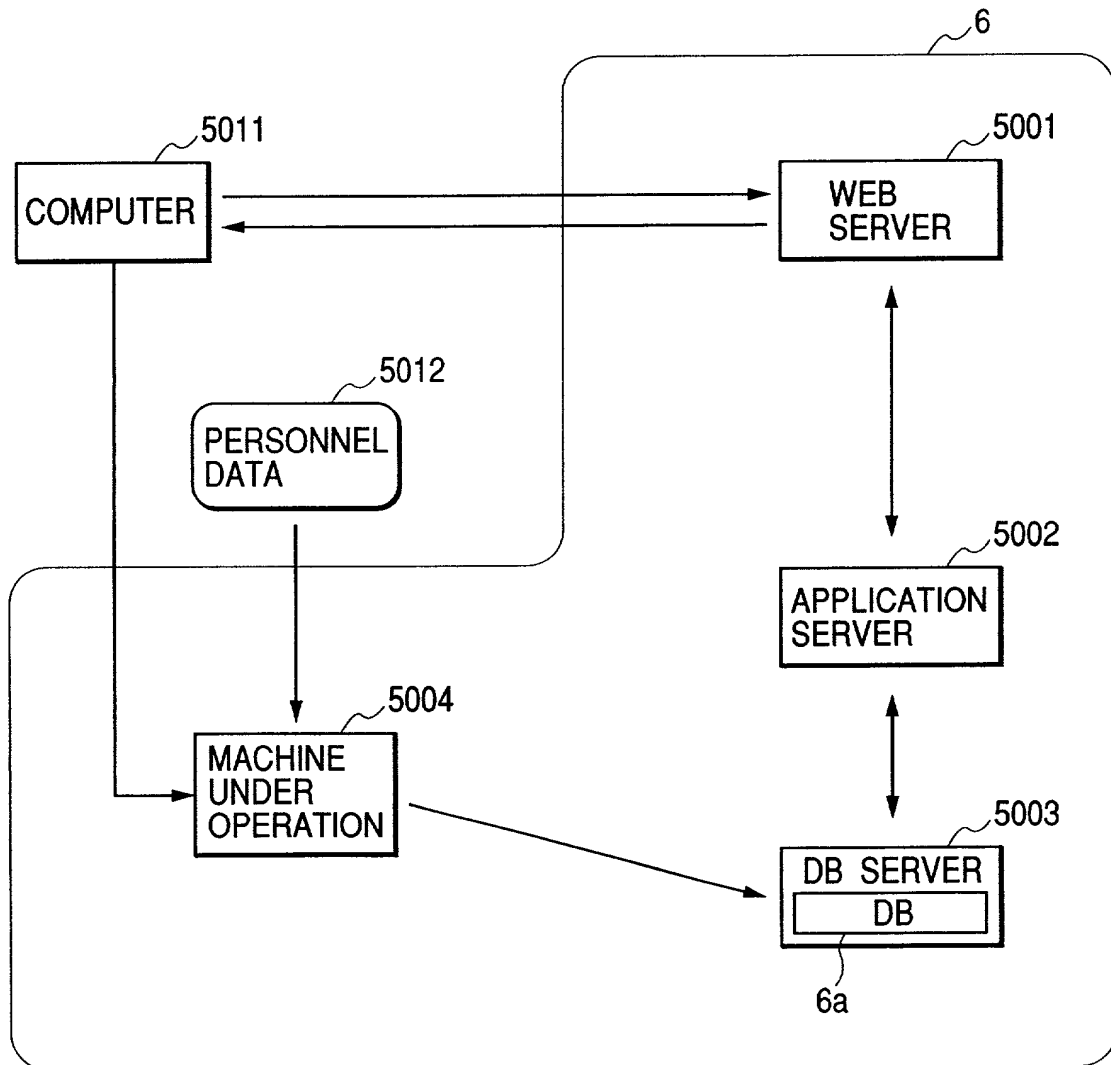 6
5011
COMPUTER
5001
WEB
SERVER
5012
PERSONNEL
DATA
5002
APPLICATION
SERVER
5004
MACHINE
UNDER
OPERATION
5003
DB SERVER
DB
6a